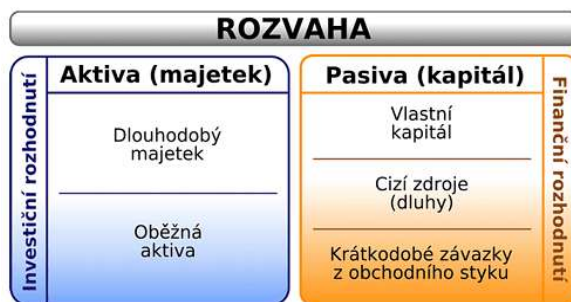 ROZVAHA
Investiční rozhodnutí
Aktiva (majetek)
Dlouhodobý
majetek
Oběžná
aktiva
Pasiva (kapitál)
Vlastní
kapitál
Cizí zdroje
(dluhy)
Krátkodobé závazky
z obchodního styku
Finanční rozhodnutí